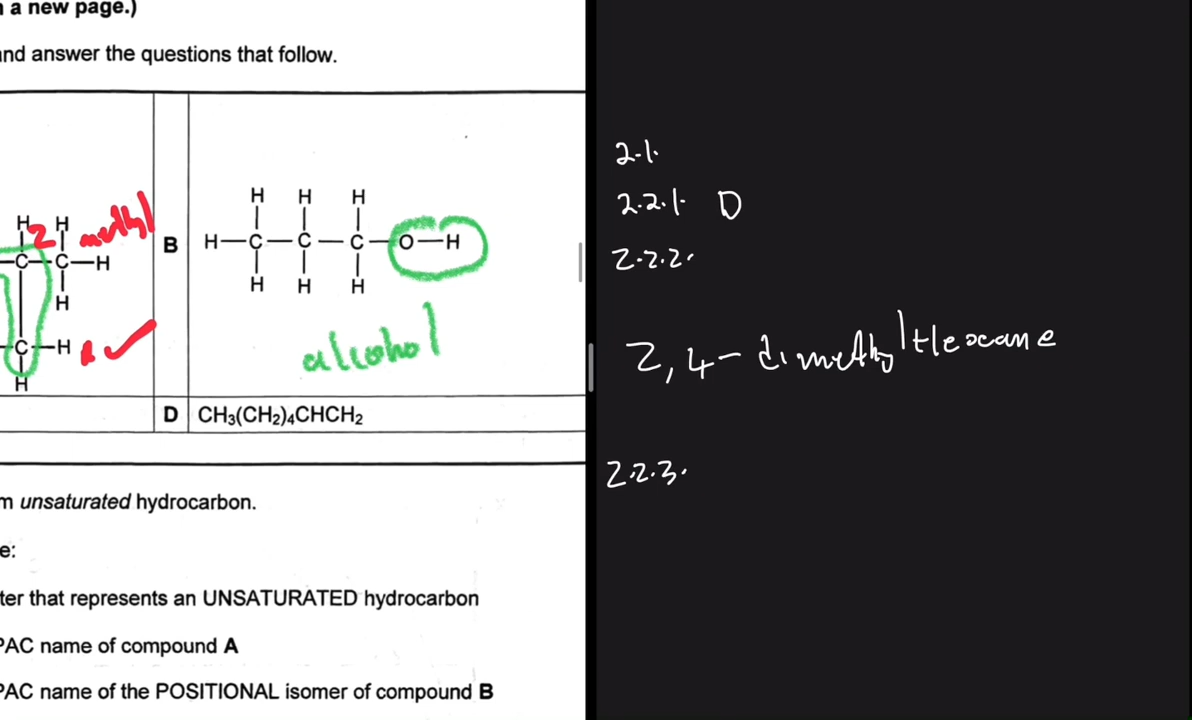 n a new page.)
and answer the questions that follow.
H H
2 methyl
C C H
H
C H 1
H
B
H H H
H C C C O H
H H H
alcohol
D CH₃(CH₂)₄CHCH₂
m unsaturated hydrocarbon.
e:
ter that represents an UNSATURATED hydrocarbon
PAC name of compound A
PAC name of the POSITIONAL isomer of compound B
2.1.
2.2.1. D
2.2.2.
2,4-dimethylHexane
2.2.3.